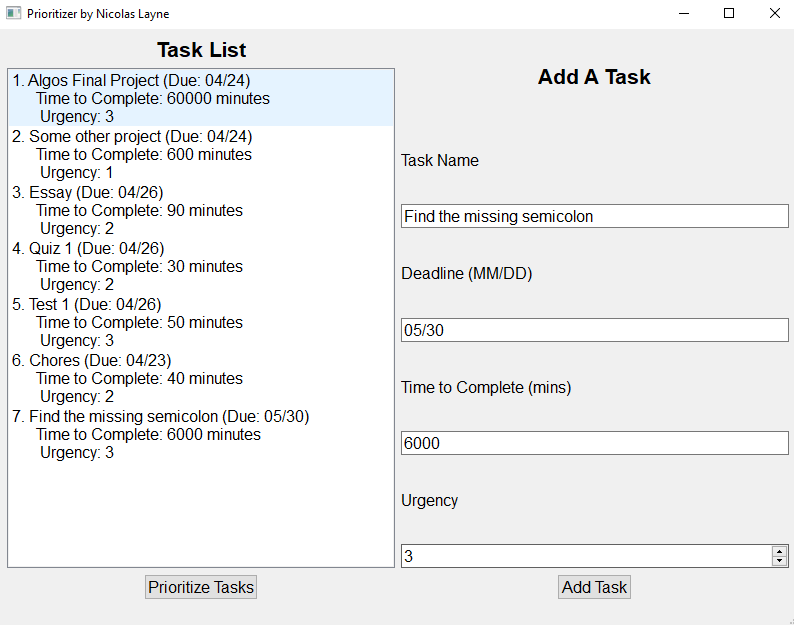 Prioritizer by Nicolas Layne
Task List
1. Algos Final Project (Due: 04/24)
Time to Complete: 60000 minutes
Urgency: 3
2. Some other project (Due: 04/24)
Time to Complete: 600 minutes
Urgency: 1
3. Essay (Due: 04/26)
Time to Complete: 90 minutes
Urgency: 2
4. Quiz 1 (Due: 04/26)
Time to Complete: 30 minutes
Urgency: 2
5. Test 1 (Due: 04/26)
Time to Complete: 50 minutes
Urgency: 3
6. Chores (Due: 04/23)
Time to Complete: 40 minutes
Urgency: 2
7. Find the missing semicolon (Due: 05/30)
Time to Complete: 6000 minutes
Urgency: 3
Prioritize Tasks
Add A Task
Task Name
Find the missing semicolon
Deadline (MM/DD)
05/30
Time to Complete (mins)
6000
Urgency
3
Add Task